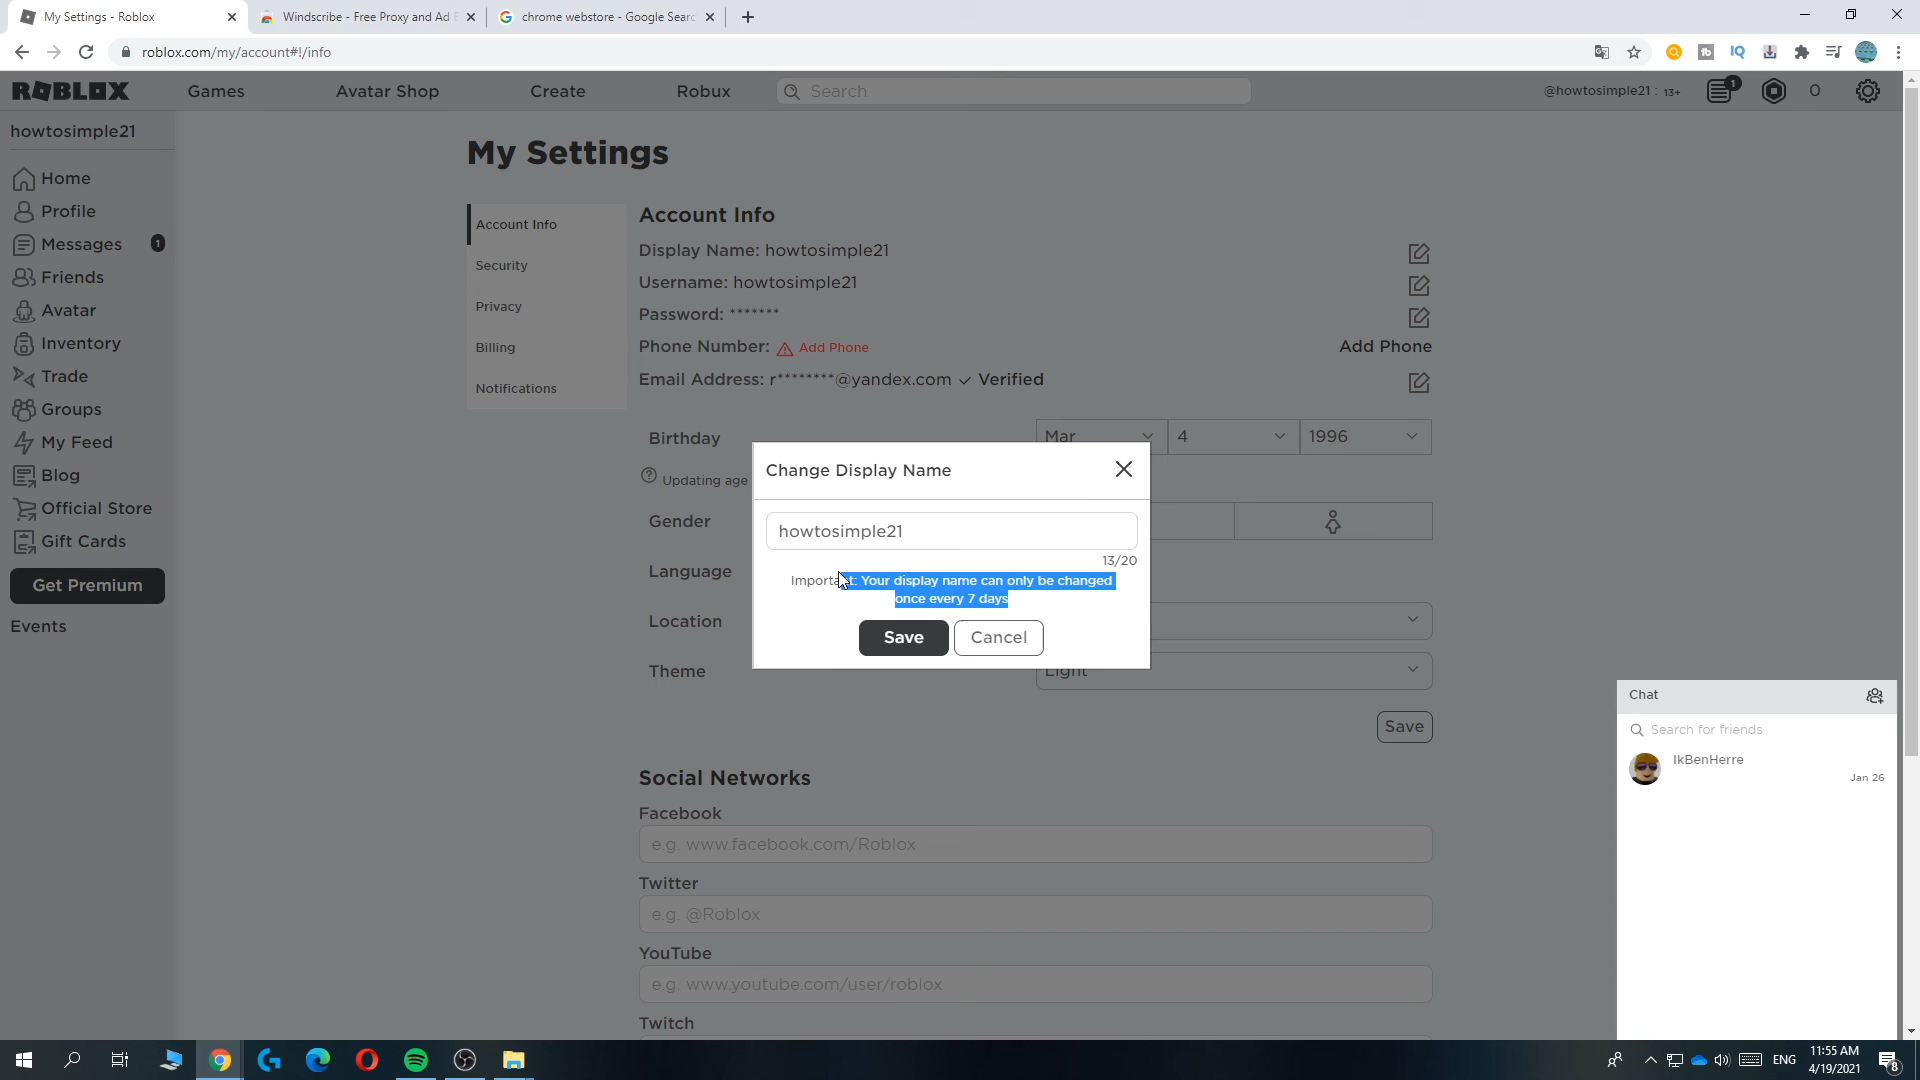 My Settings - Roblox
Windscribe - Free Proxy and Ad
chrome webstore - Google Searc
roblox.com/my/account#!/info
ROBLOX
Games
Avatar Shop
Create
Robux
Search
@howtosimple21 : 13+
1
0
howtosimple21
Home
Profile
Messages
1
Friends
Avatar
Inventory
Trade
Groups
My Feed
Blog
Official Store
Gift Cards
Get Premium
Events
My Settings
Account Info
Security
Privacy
Billing
Notifications
Account Info
Display Name: howtosimple21
Username: howtosimple21
Password: *******
Phone Number: Add Phone
Add Phone
Email Address: r********@yandex.com ✓ Verified
Birthday
Mar
4
1996
Updating age
Gender
Language
Location
Theme
Light
Save
Change Display Name
howtosimple21
13/20
Important: Your display name can only be changed
once every 7 days
Save
Cancel
Social Networks
Facebook
e.g. www.facebook.com/Roblox
Twitter
e.g. @Roblox
YouTube
e.g. www.youtube.com/user/roblox
Twitch
Chat
Search for friends
IkBenHerre
Jan 26
ENG
11:55 AM
4/19/2021
8